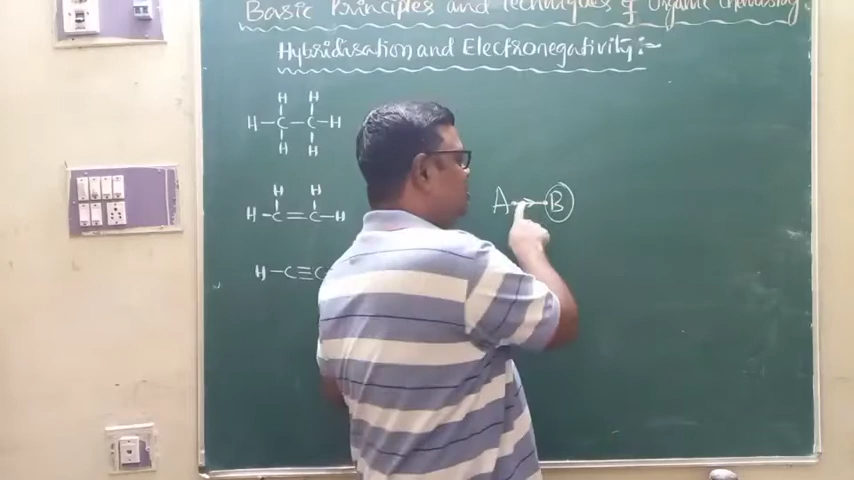 Basic Principles and Techniques of Organic Chemistry
Hybridisation and Electronegativity :-
H H
H-C-C-H
H H
A B
H H
H-C=C-H
H-C≡C